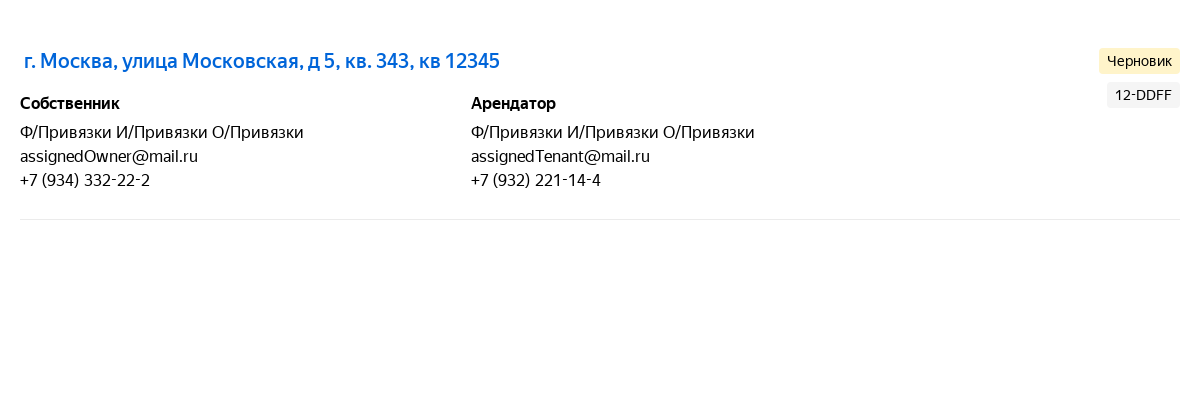 г. Москва, улица Московская, д 5, кв. 343, кв 12345
Черновик
12-DDFF
Собственник
Ф/Привязки И/Привязки О/Привязки
assignedOwner@mail.ru
+7 (934) 332-22-2
Арендатор
Ф/Привязки И/Привязки О/Привязки
assignedTenant@mail.ru
+7 (932) 221-14-4